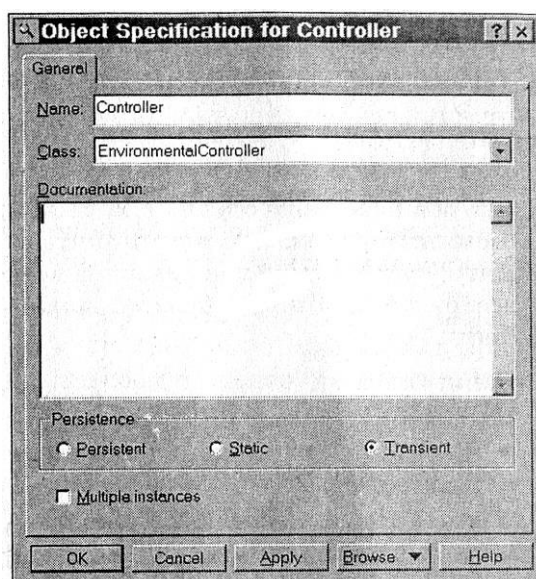 Object Specification for Controller
General
Name: Controller
Class: EnvironmentalController
Documentation:
Persistence
Persistent Static Transient
Multiple instances
OK Cancel Apply Browse Help